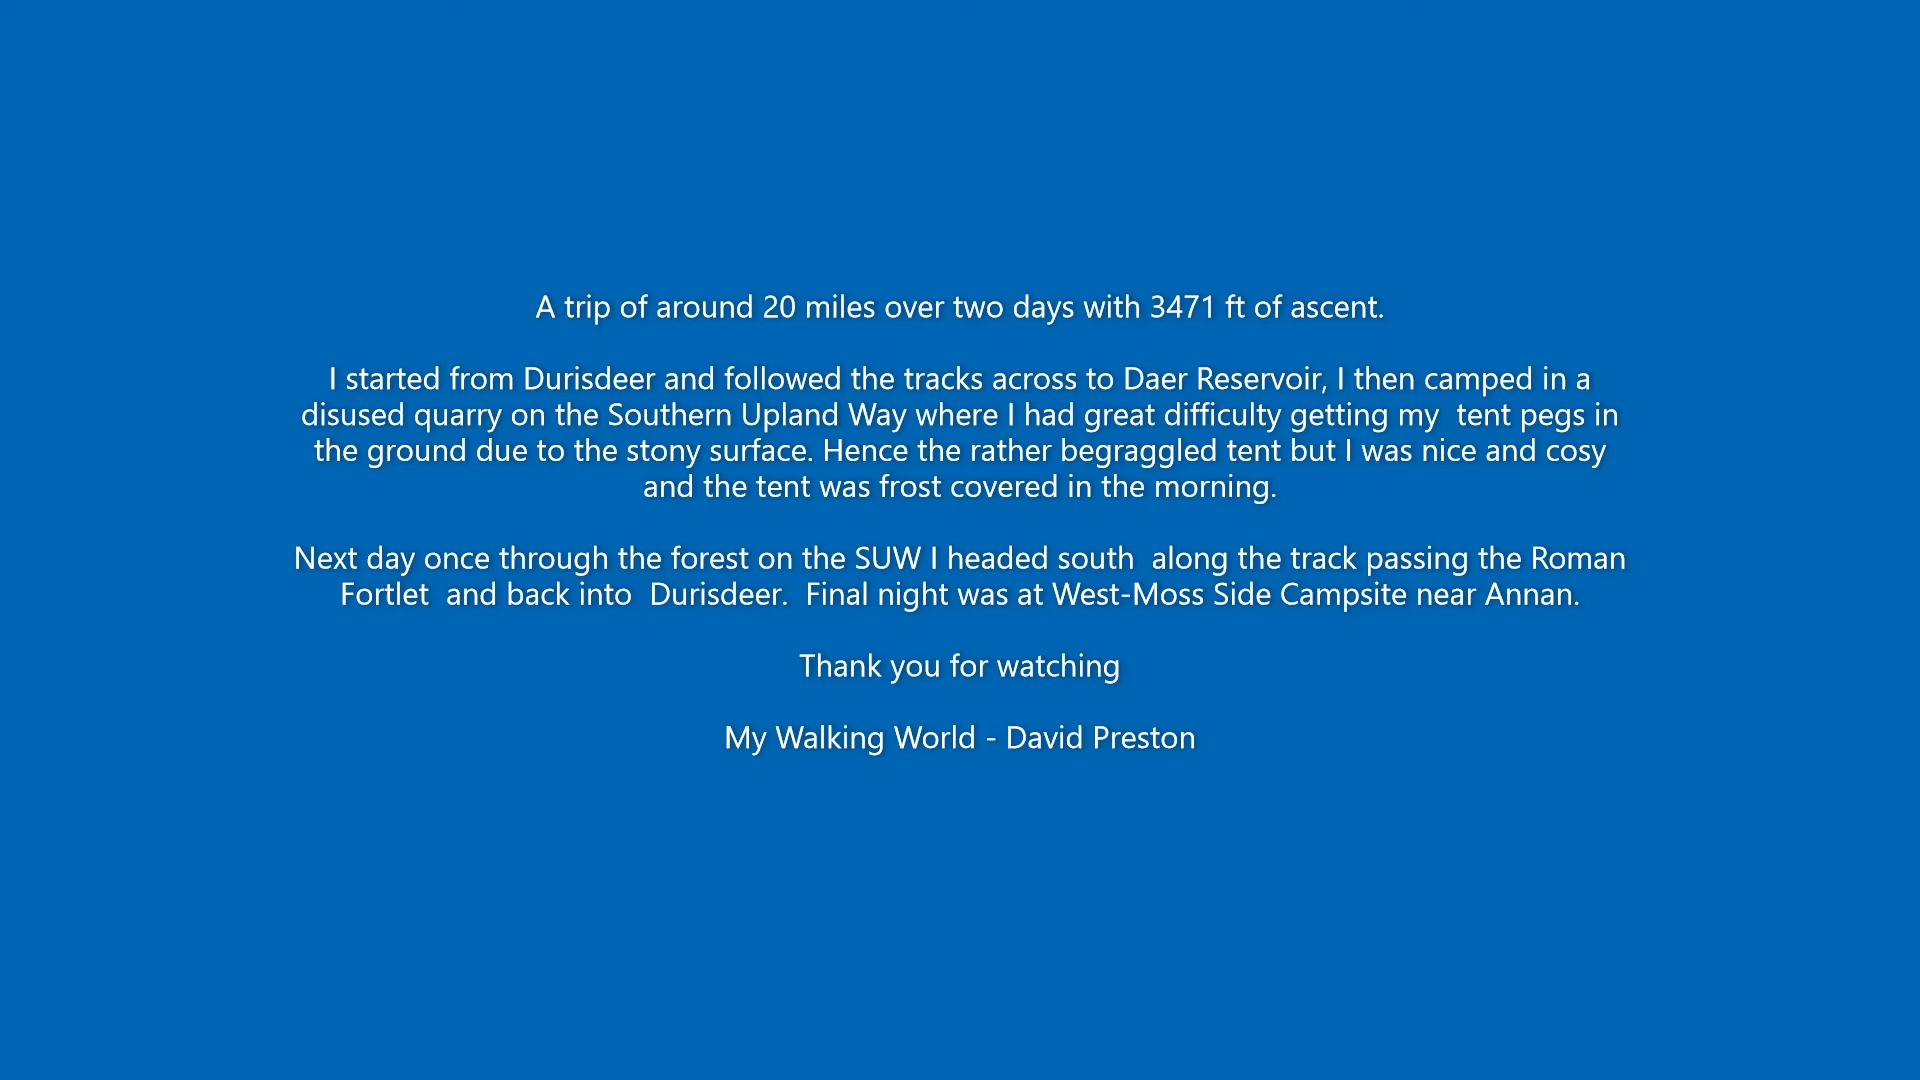 A trip of around 20 miles over two days with 3471 ft of ascent.
I started from Durisdeer and followed the tracks across to Daer Reservoir, I then camped in a
disused quarry on the Southern Upland Way where I had great difficulty getting my  tent pegs in
the ground due to the stony surface. Hence the rather begraggled tent but I was nice and cosy
and the tent was frost covered in the morning.
Next day once through the forest on the SUW I headed south  along the track passing the Roman
Fortlet  and back into  Durisdeer.  Final night was at West-Moss Side Campsite near Annan.
Thank you for watching
My Walking World - David Preston